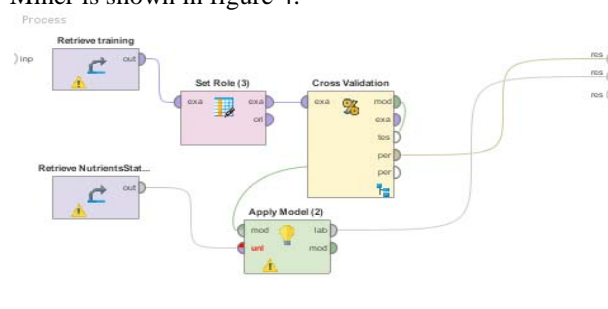 Miner is shown in figure 4.
Process
Retrieve training
inp
out
res
res
res
Set Role (3)
exa
exa
ori
Cross Validation
exa
mod
exa
tes
per
per
Retrieve NutrientsStat...
out
Apply Model (2)
mod
lab
unl
mod